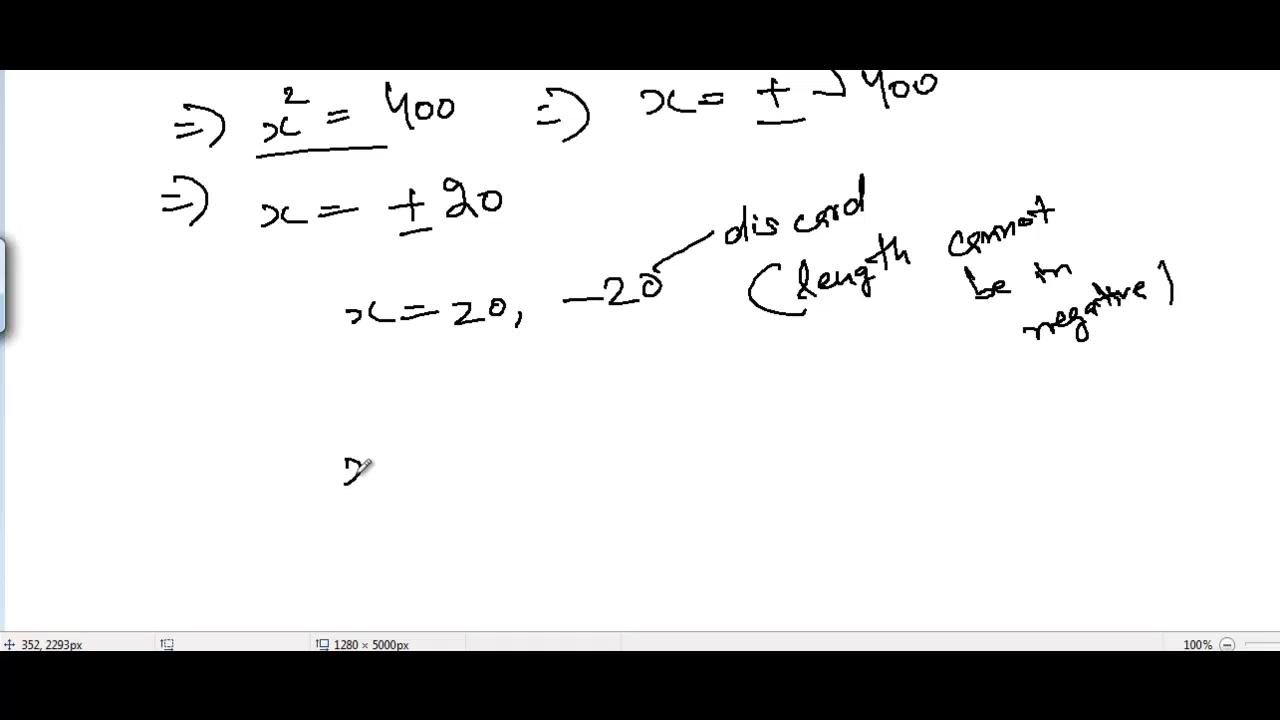 ⇒ x² = 400 ⇒ x = ± √400
⇒ x = ± 20
x = 20, −20 discard (length cannot be in negative)
x
352, 2293px 1280 × 5000px 100%